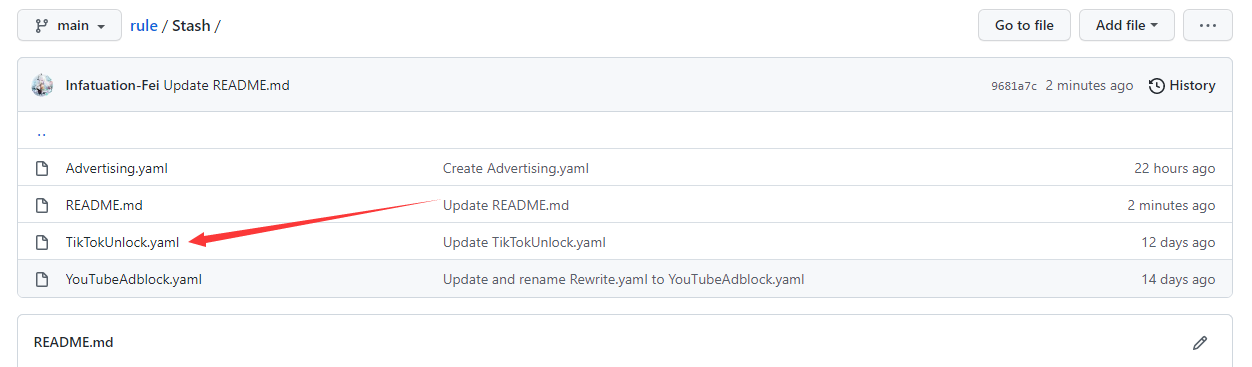 main rule / Stash / Go to file Add file ...
Infatuation-Fei Update README.md 9681a7c 2 minutes ago History
..
Advertising.yaml Create Advertising.yaml 22 hours ago
README.md Update README.md 2 minutes ago
TikTokUnlock.yaml Update TikTokUnlock.yaml 12 days ago
YouTubeAdblock.yaml Update and rename Rewrite.yaml to YouTubeAdblock.yaml 14 days ago
README.md